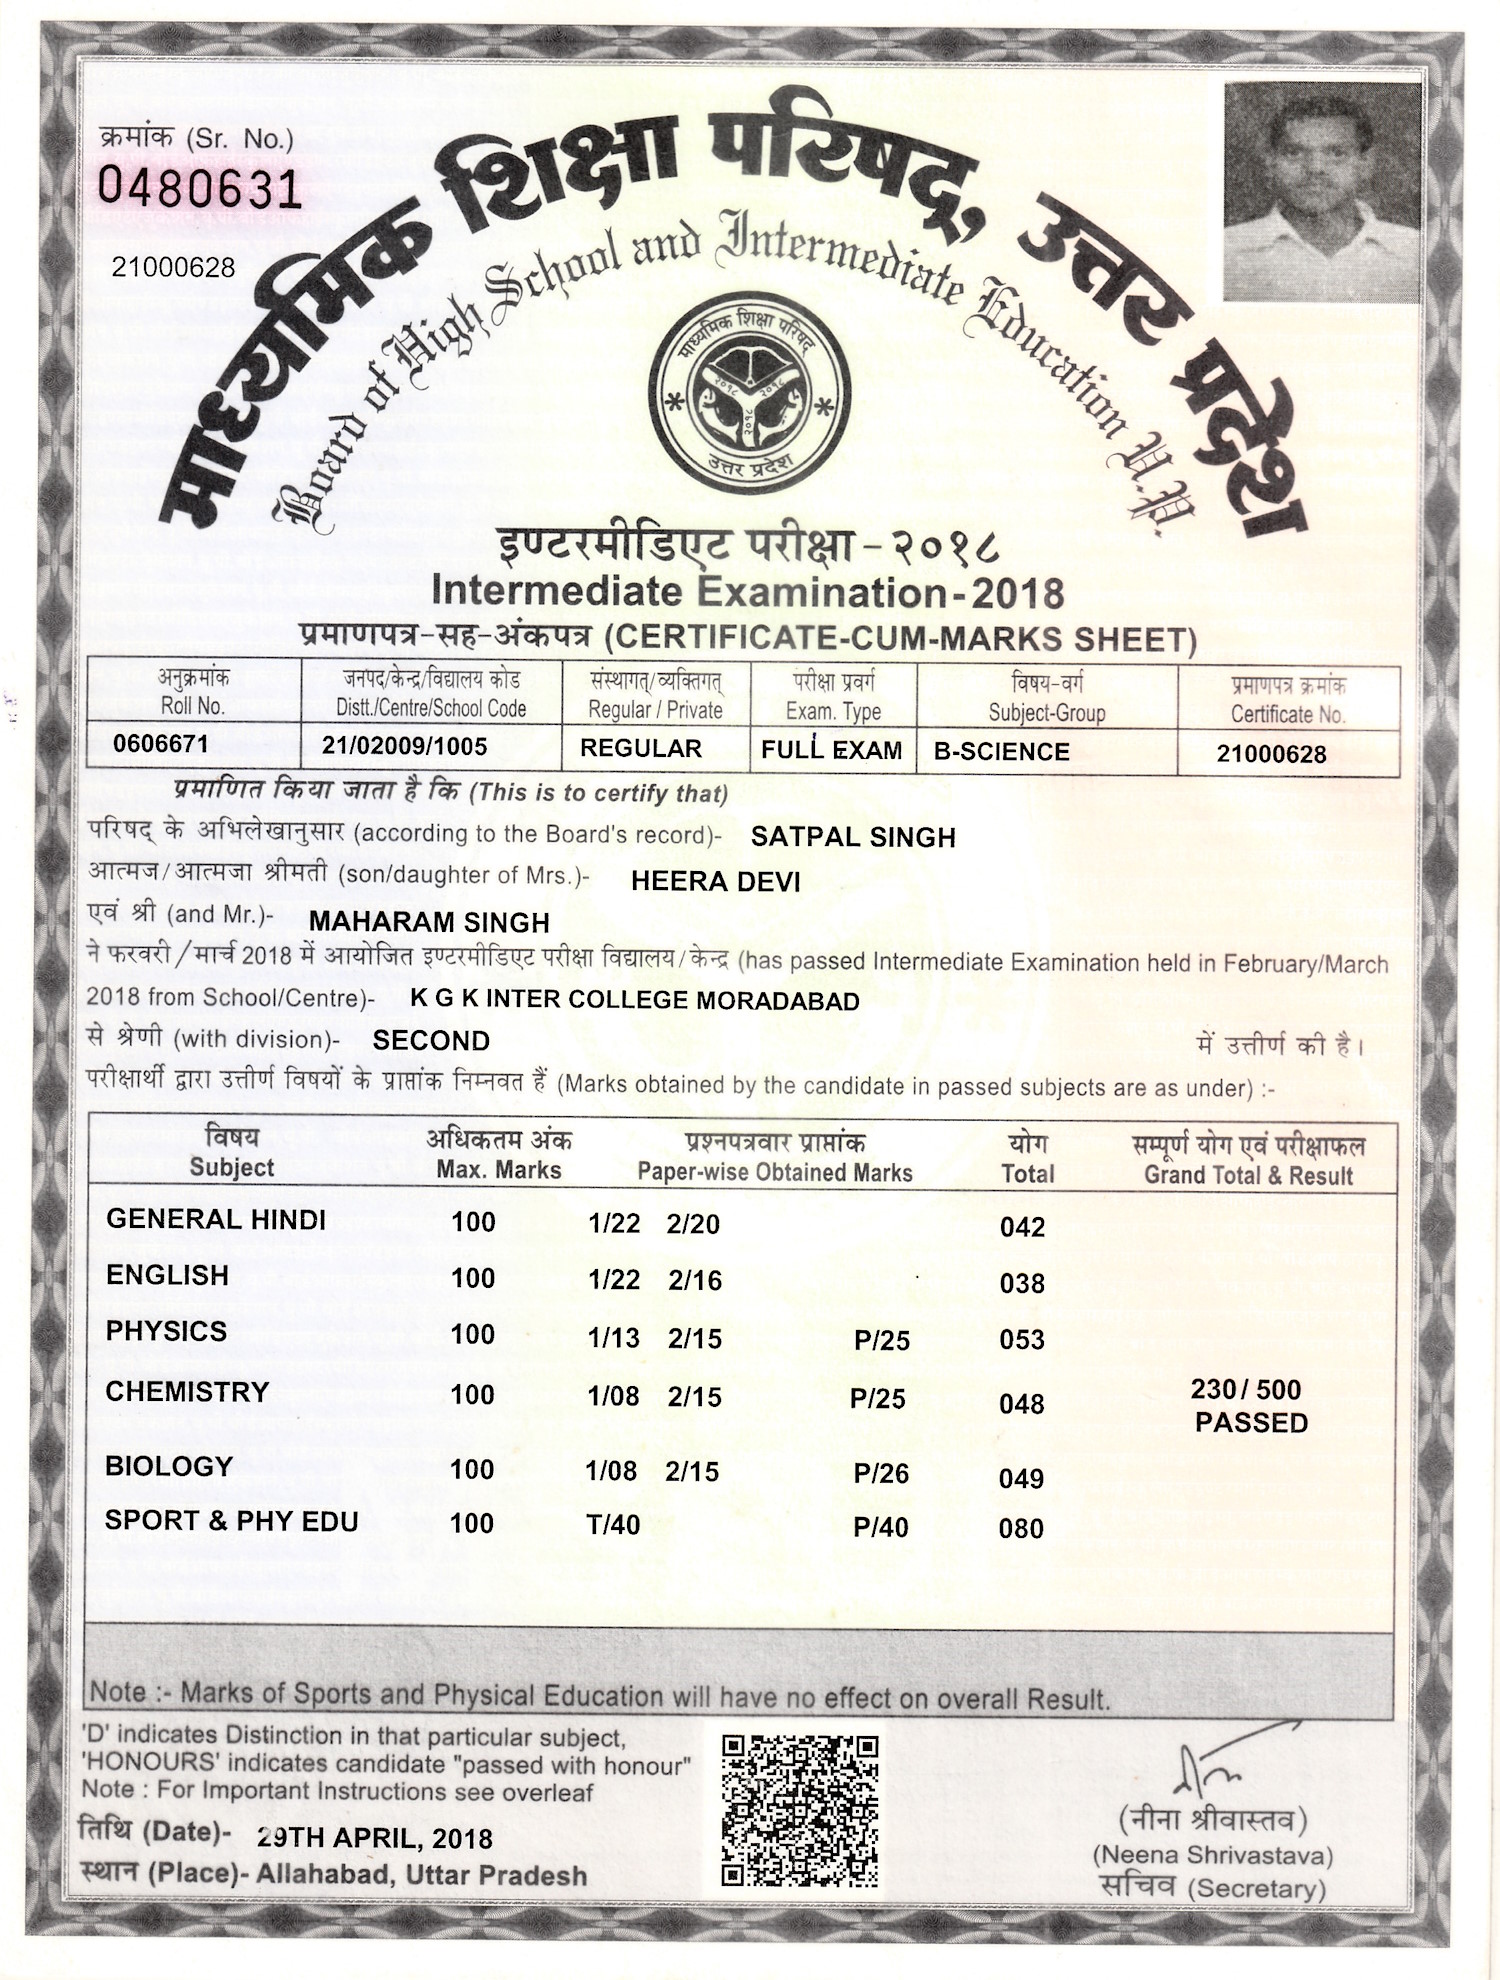 क्रमांक (Sr. No.)
0480631
21000628
माध्यमिक शिक्षा परिषद्, उत्तर प्रदेश
Board of High School and Intermediate Education U.P.
माध्यमिक शिक्षा परिषद्
२०१८ २०१८
२०१८
उत्तर प्रदेश
इण्टरमीडिएट परीक्षा - २०१८
Intermediate Examination - 2018
प्रमाणपत्र-सह-अंकपत्र (CERTIFICATE-CUM-MARKS SHEET)
अनुक्रमांक जनपद/केन्द्र/विद्यालय कोड संस्थागत्/व्यक्तिगत् परीक्षा प्रवर्ग विषय-वर्ग प्रमाणपत्र क्रमांक
Roll No. Distt./Centre/School Code Regular / Private Exam. Type Subject-Group Certificate No.
0606671 21/02009/1005 REGULAR FULL EXAM B-SCIENCE 21000628
प्रमाणित किया जाता है कि (This is to certify that)
परिषद् के अभिलेखानुसार (according to the Board's record)- SATPAL SINGH
आत्मज/आत्मजा श्रीमती (son/daughter of Mrs.)- HEERA DEVI
एवं श्री (and Mr.)- MAHARAM SINGH
ने फरवरी/मार्च 2018 में आयोजित इण्टरमीडिएट परीक्षा विद्यालय/केन्द्र (has passed Intermediate Examination held in February/March
2018 from School/Centre)- K G K INTER COLLEGE MORADABAD
से श्रेणी (with division)- SECOND में उत्तीर्ण की है।
परीक्षार्थी द्वारा उत्तीर्ण विषयों के प्राप्तांक निम्नवत हैं (Marks obtained by the candidate in passed subjects are as under) :-
विषय अधिकतम अंक प्रश्नपत्रवार प्राप्तांक योग सम्पूर्ण योग एवं परीक्षाफल
Subject Max. Marks Paper-wise Obtained Marks Total Grand Total & Result
GENERAL HINDI 100 1/22 2/20 042
ENGLISH 100 1/22 2/16 038
PHYSICS 100 1/13 2/15 P/25 053
CHEMISTRY 100 1/08 2/15 P/25 048 230/ 500
PASSED
BIOLOGY 100 1/08 2/15 P/26 049
SPORT & PHY EDU 100 T/40 P/40 080
Note :- Marks of Sports and Physical Education will have no effect on overall Result.
'D' indicates Distinction in that particular subject,
'HONOURS' indicates candidate "passed with honour"
Note : For Important Instructions see overleaf
तिथि (Date)- 29TH APRIL, 2018
स्थान (Place)- Allahabad, Uttar Pradesh
(नीना श्रीवास्तव)
(Neena Shrivastava)
सचिव (Secretary)